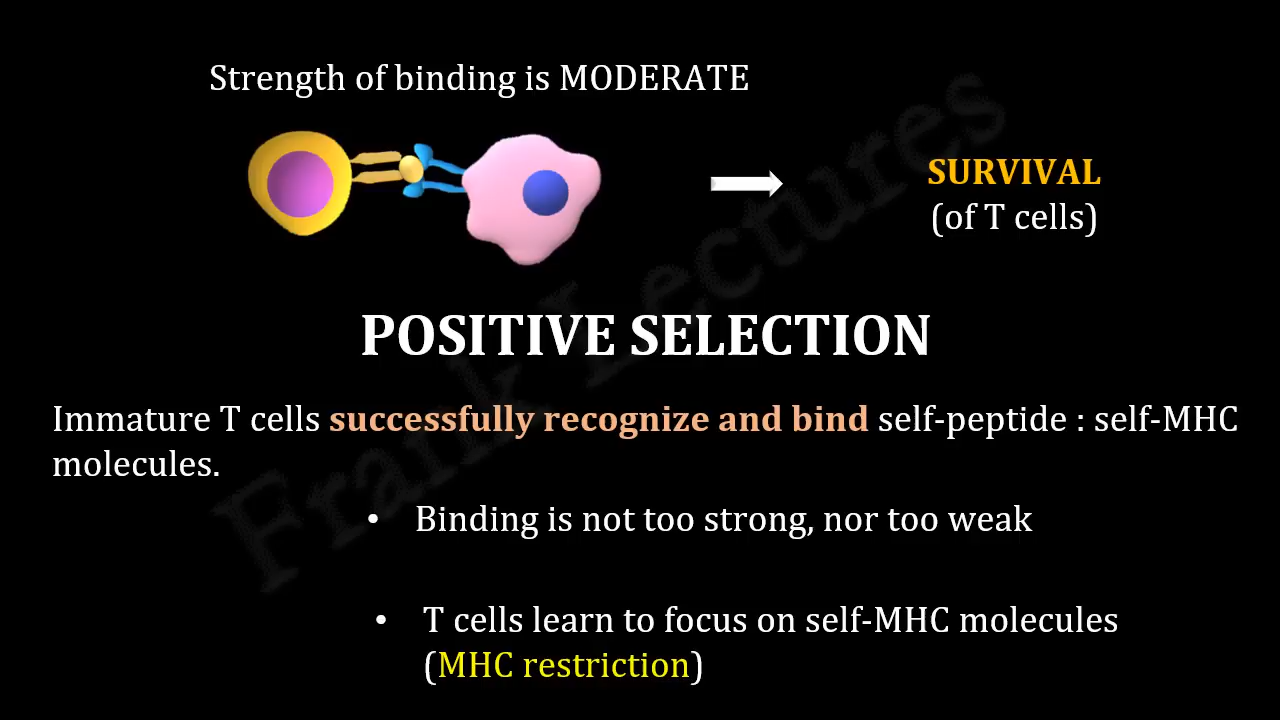 Strength of binding is MODERATE
SURVIVAL
(of T cells)
POSITIVE SELECTION
Immature T cells successfully recognize and bind self-peptide : self-MHC
molecules.
• Binding is not too strong, nor too weak
• T cells learn to focus on self-MHC molecules
(MHC restriction)
Frank Lectures